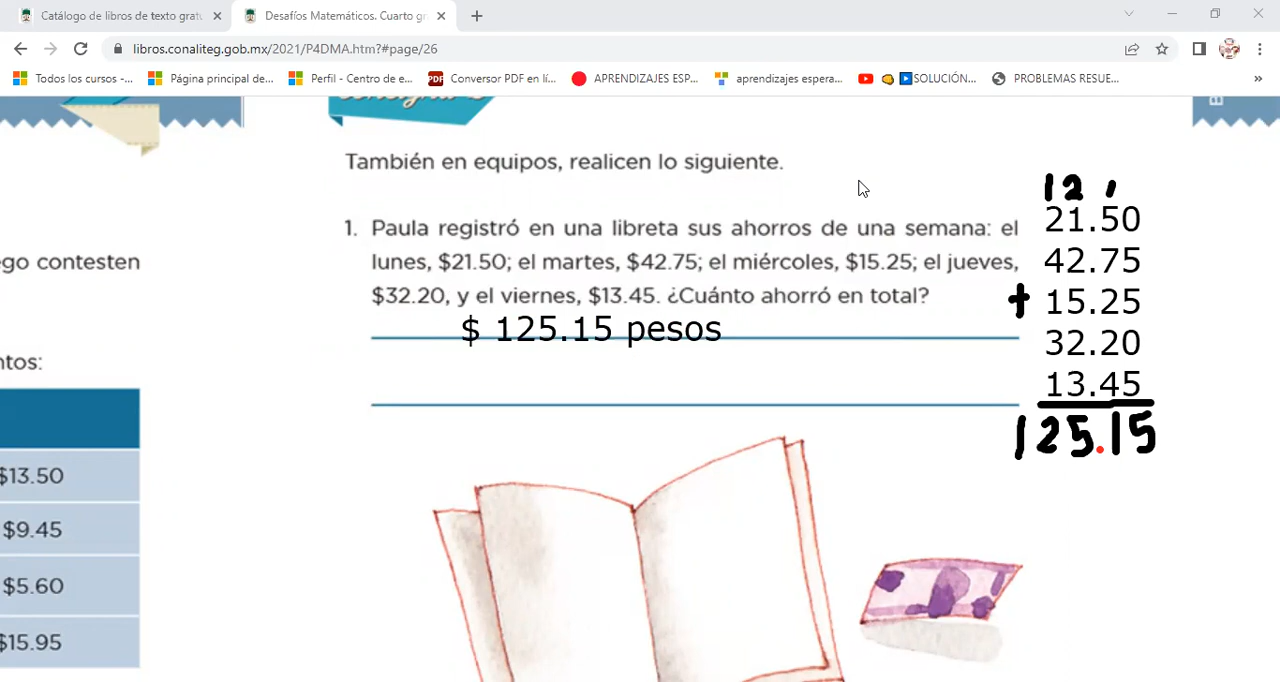 Catálogo de libros de texto gratu
Desafíos Matemáticos. Cuarto gr
libros.conaliteg.gob.mx/2021/P4DMA.htm?#page/26
Todos los cursos -...
Página principal de...
Perfil - Centro de e...
PDF
Conversor PDF en lí...
APRENDIZAJES ESP...
aprendizajes espera...
SOLUCIÓN...
PROBLEMAS RESUE...
»
B
También en equipos, realicen lo siguiente.
1. Paula registró en una libreta sus ahorros de una semana: el
lunes, $21.50; el martes, $42.75; el miércoles, $15.25; el jueves,
$32.20, y el viernes, $13.45. ¿Cuánto ahorró en total?
$ 125.15 pesos
ego contesten
ntos:
$13.50
$9.45
$5.60
$15.95
12 ,
21.50
42.75
+ 15.25
32.20
13.45
125.15